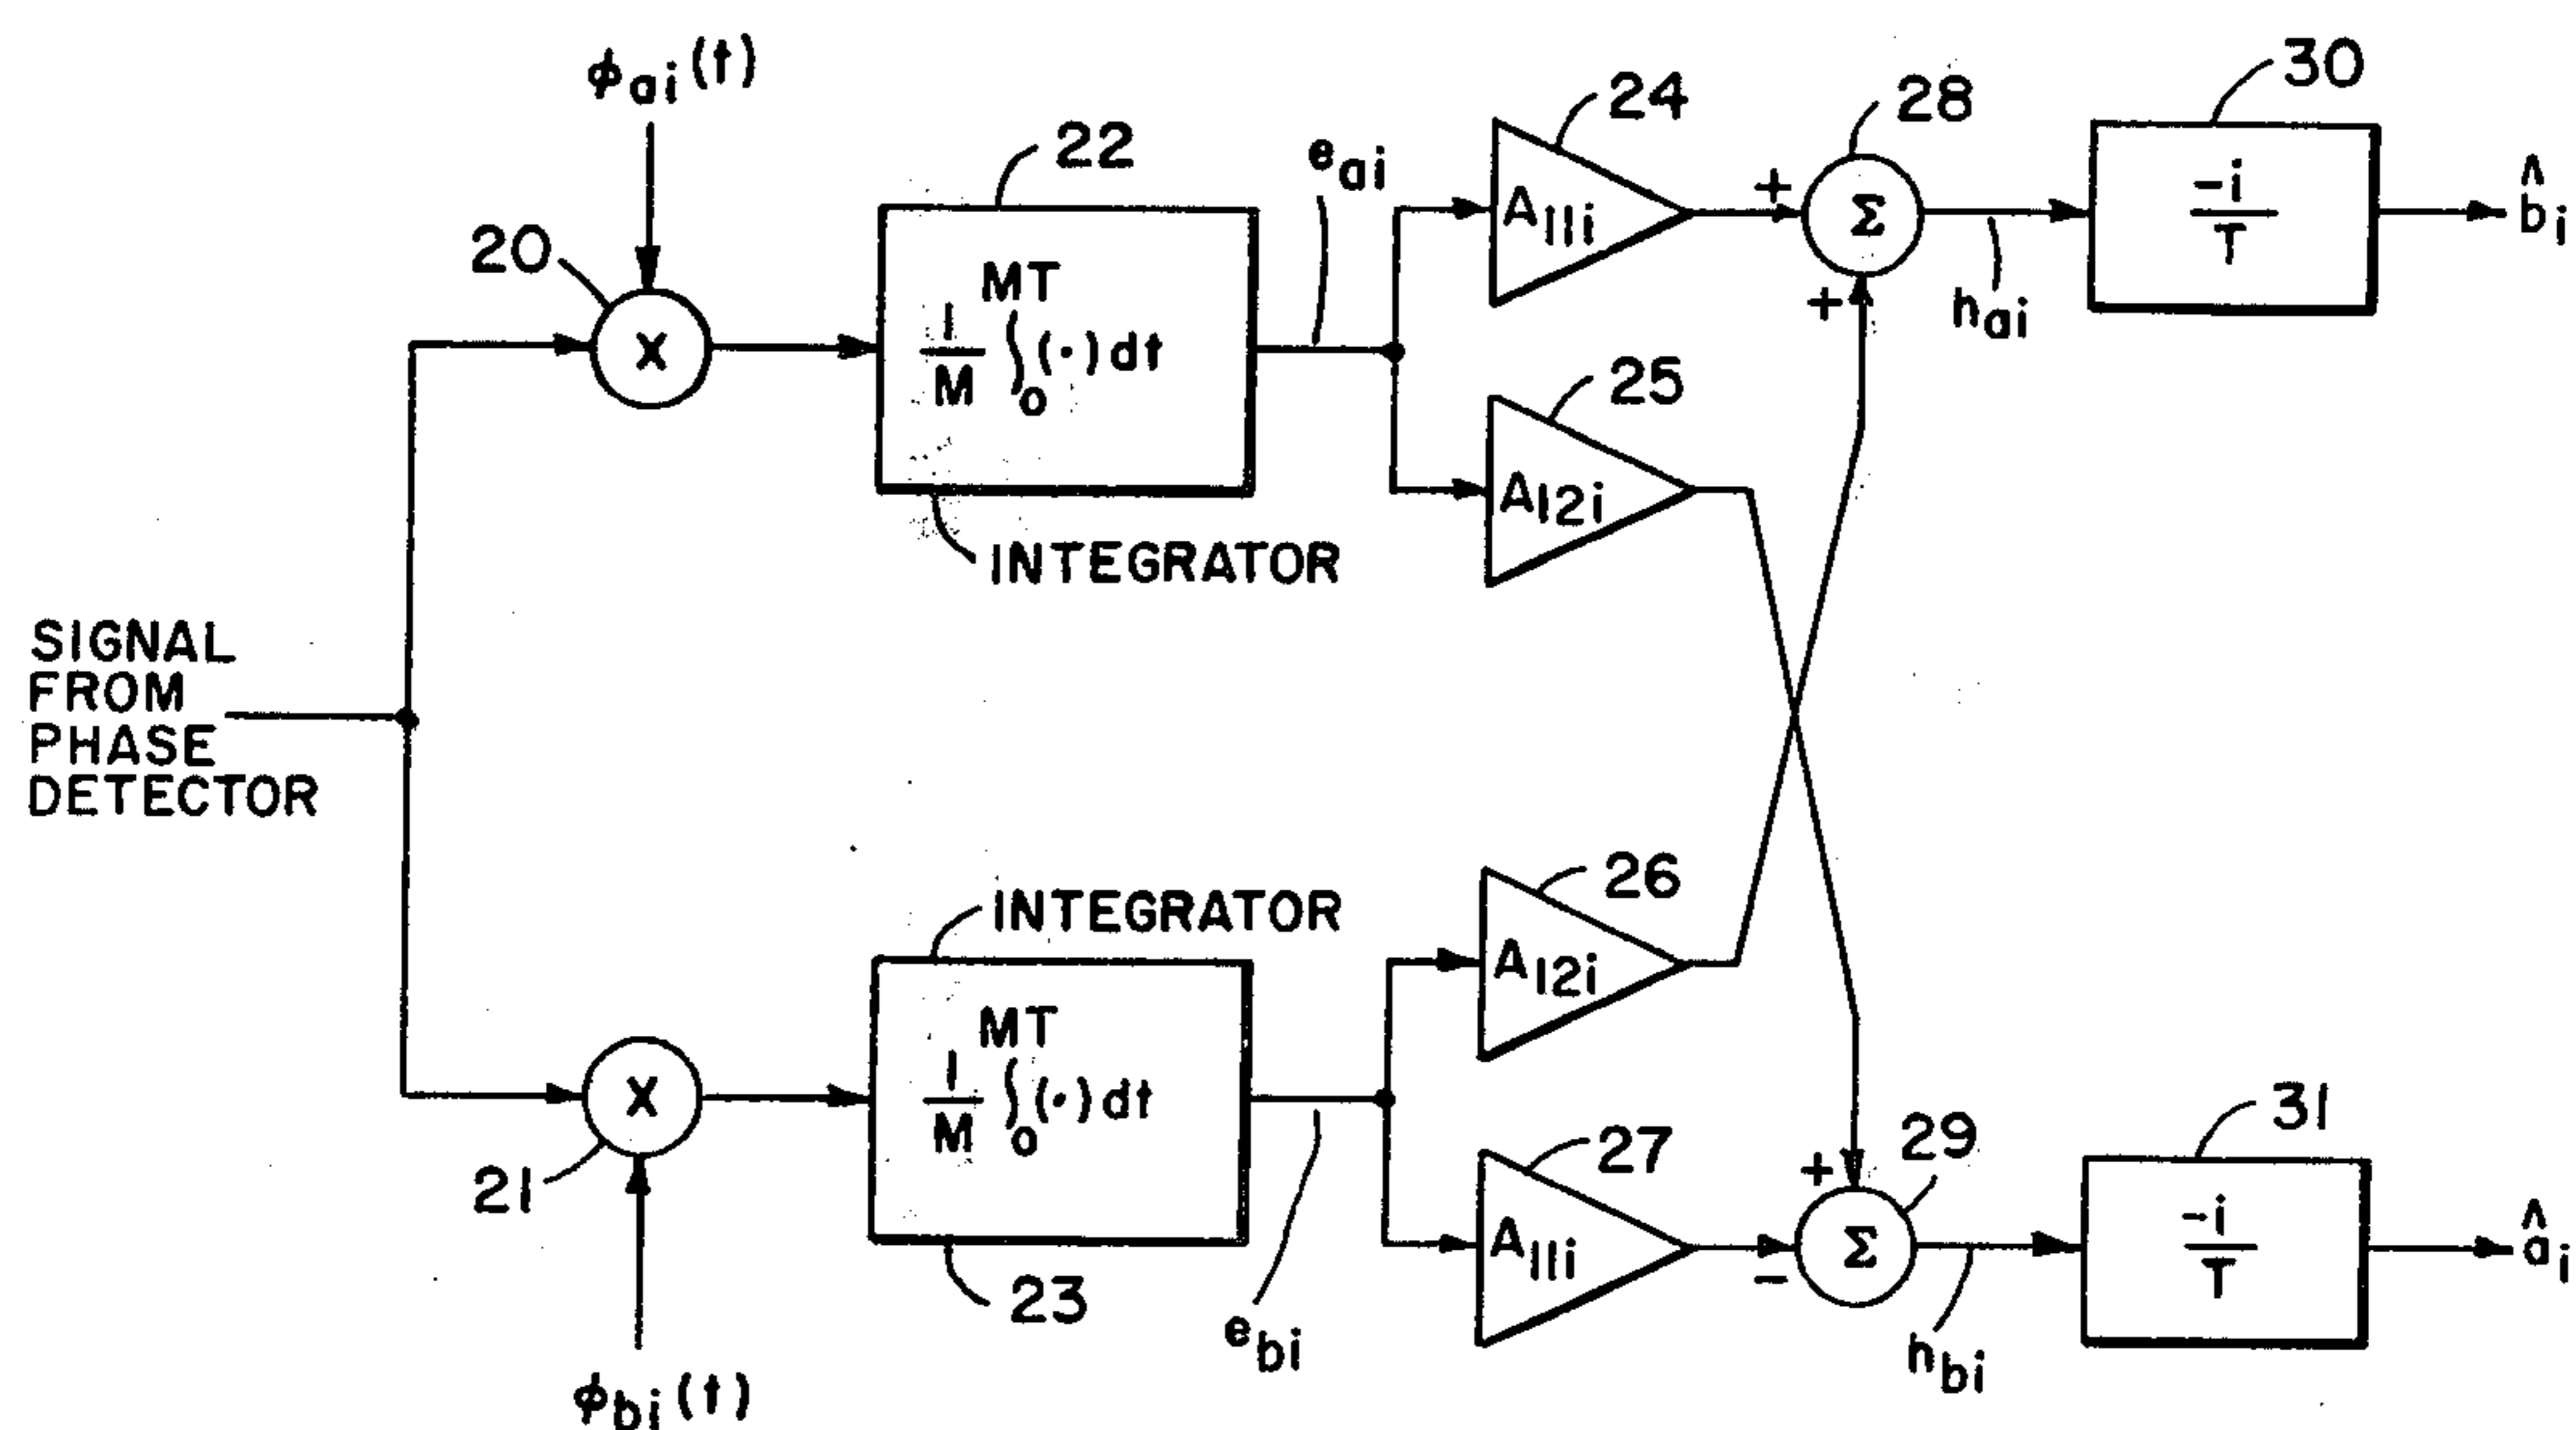 ϕai(t)
20
X
22
MT
1/M ∫0 (·) dt
INTEGRATOR
eai
24
A11i
25
A12i
28
+
+
Σ
hai
30
-i/T
b̂i
SIGNAL
FROM
PHASE
DETECTOR
21
X
ϕbi(t)
INTEGRATOR
MT
1/M ∫0 (·) dt
23
ebi
26
A12i
27
A11i
29
+
-
Σ
hbi
31
-i/T
âi